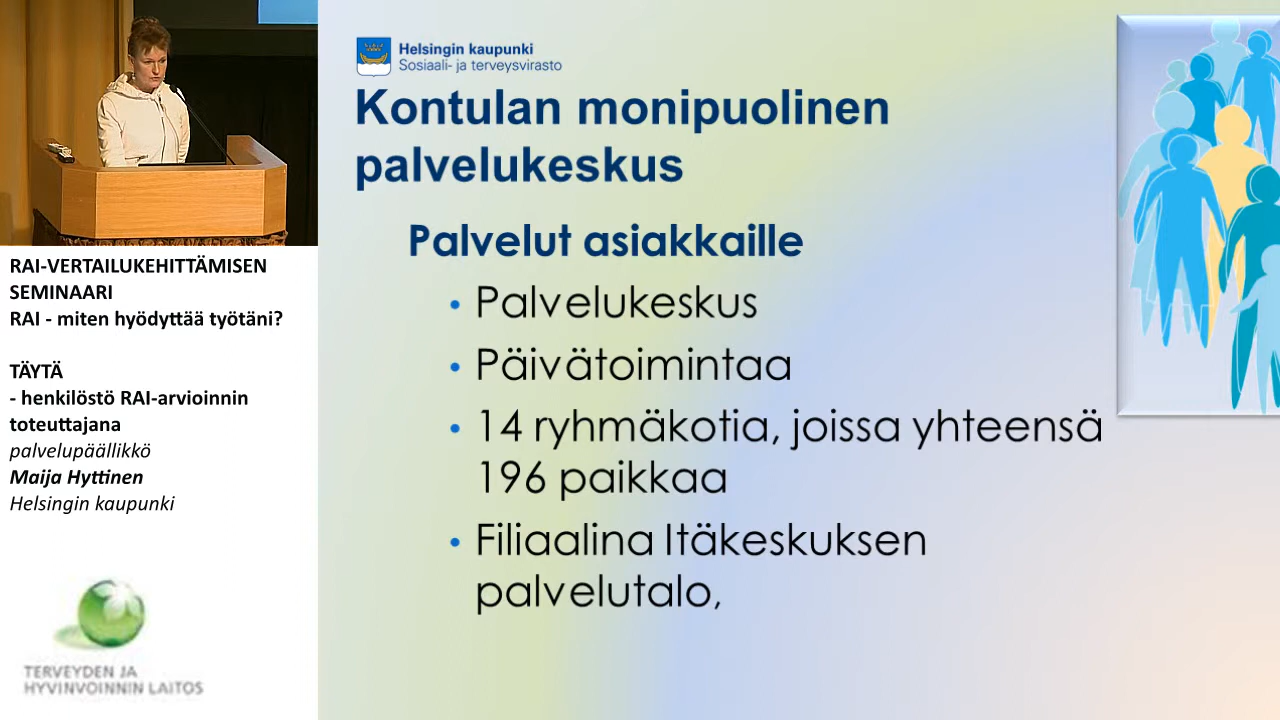 RAI-VERTAILUKEHITTÄMISEN
SEMINAARI
RAI - miten hyödyttää työtäni?
TÄYTÄ
- henkilöstö RAI-arvioinnin
toteuttajana
palvelupäällikkö
Maija Hyttinen
Helsingin kaupunki
TERVEYDEN JA
HYVINVOINNIN LAITOS
Helsingin kaupunki
Sosiaali- ja terveysvirasto
Kontulan monipuolinen
palvelukeskus
Palvelut asiakkaille
• Palvelukeskus
• Päivätoimintaa
• 14 ryhmäkotia, joissa yhteensä
196 paikkaa
• Filiaalina Itäkeskuksen
palvelutalo,